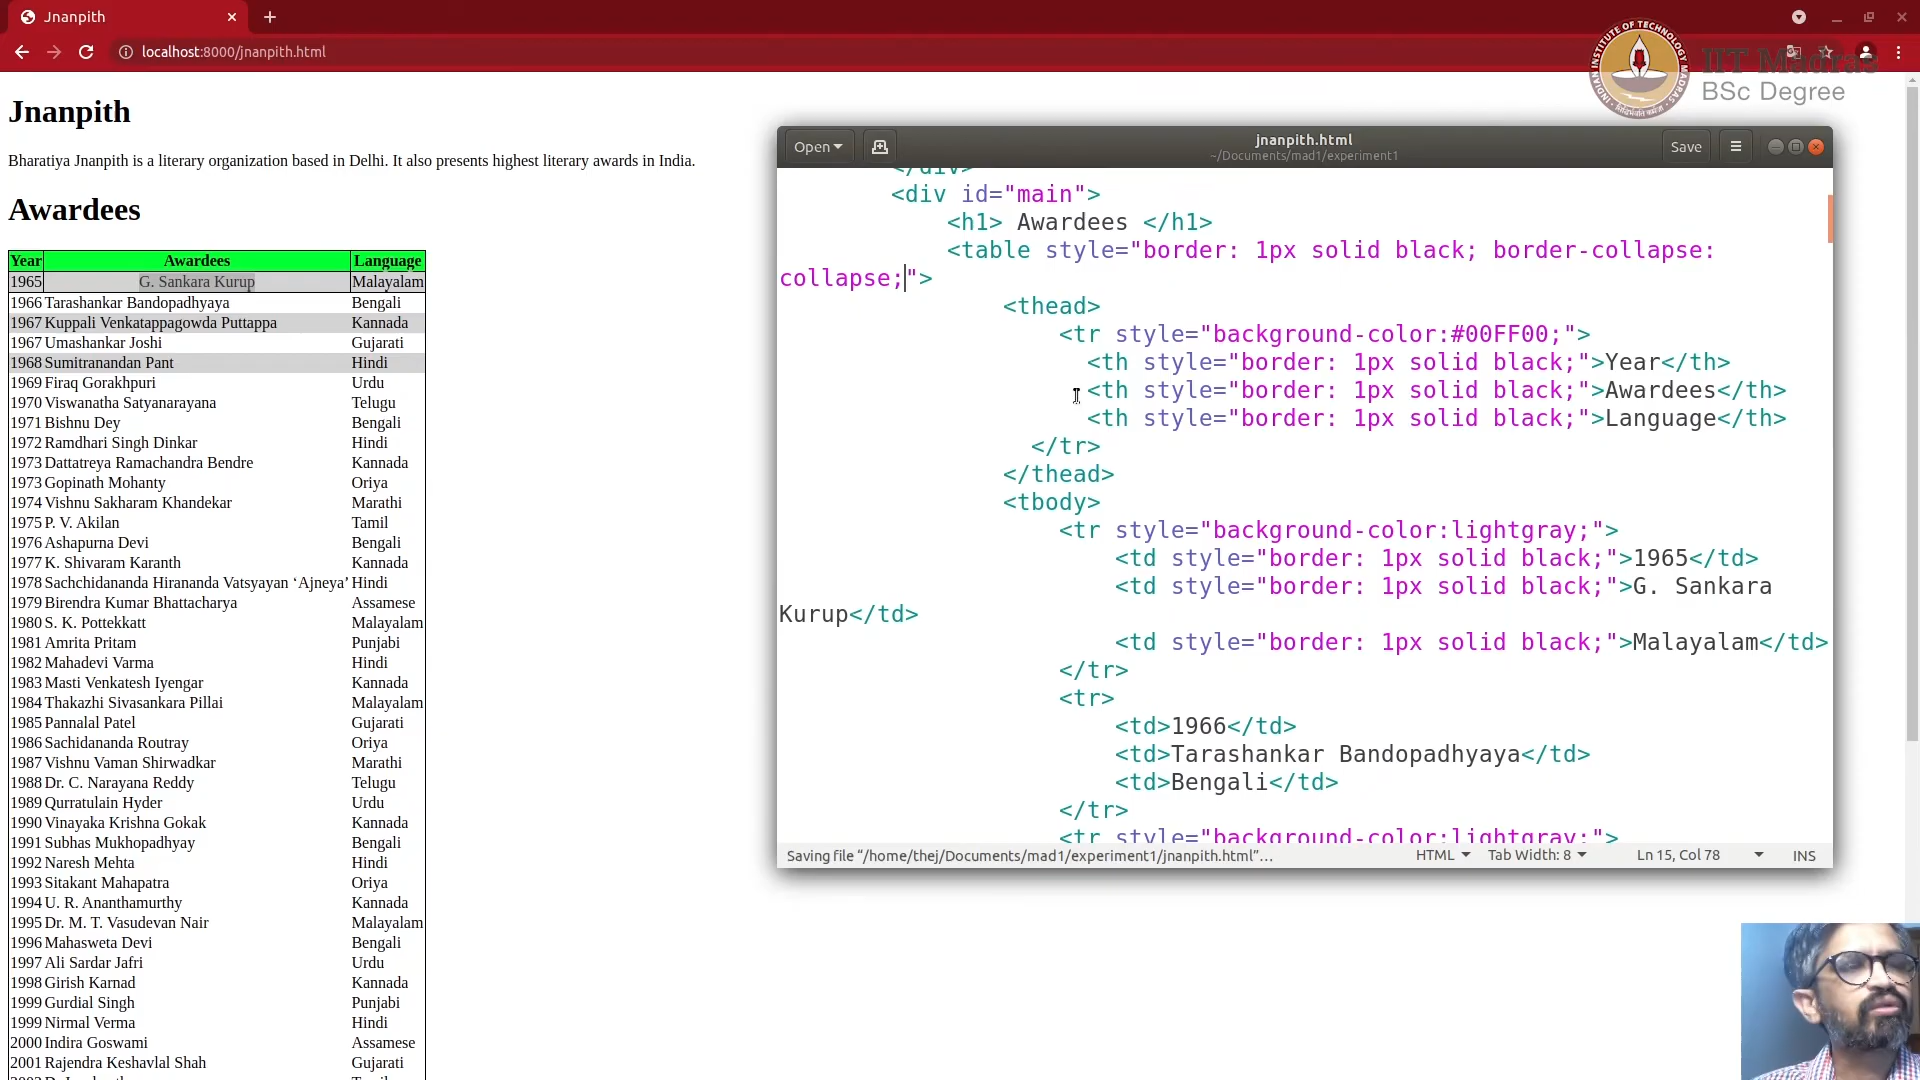 Jnanpith
localhost:8000/jnanpith.html
INDIAN INSTITUTE OF TECHNOLOGY MADRAS
IIT Madras
BSc Degree
Jnanpith
Bharatiya Jnanpith is a literary organization based in Delhi. It also presents highest literary awards in India.
Awardees
Year Awardees Language
1965 G. Sankara Kurup Malayalam
1966 Tarashankar Bandopadhyaya Bengali
1967 Kuppali Venkatappagowda Puttappa Kannada
1967 Umashankar Joshi Gujarati
1968 Sumitranandan Pant Hindi
1969 Firaq Gorakhpuri Urdu
1970 Viswanatha Satyanarayana Telugu
1971 Bishnu Dey Bengali
1972 Ramdhari Singh Dinkar Hindi
1973 Dattatreya Ramachandra Bendre Kannada
1973 Gopinath Mohanty Oriya
1974 Vishnu Sakharam Khandekar Marathi
1975 P. V. Akilan Tamil
1976 Ashapurna Devi Bengali
1977 K. Shivaram Karanth Kannada
1978 Sachchidananda Hirananda Vatsyayan ‘Ajneya’ Hindi
1979 Birendra Kumar Bhattacharya Assamese
1980 S. K. Pottekkatt Malayalam
1981 Amrita Pritam Punjabi
1982 Mahadevi Varma Hindi
1983 Masti Venkatesh Iyengar Kannada
1984 Thakazhi Sivasankara Pillai Malayalam
1985 Pannalal Patel Gujarati
1986 Sachidananda Routray Oriya
1987 Vishnu Vaman Shirwadkar Marathi
1988 Dr. C. Narayana Reddy Telugu
1989 Qurratulain Hyder Urdu
1990 Vinayaka Krishna Gokak Kannada
1991 Subhas Mukhopadhyay Bengali
1992 Naresh Mehta Hindi
1993 Sitakant Mahapatra Oriya
1994 U. R. Ananthamurthy Kannada
1995 Dr. M. T. Vasudevan Nair Malayalam
1996 Mahasweta Devi Bengali
1997 Ali Sardar Jafri Urdu
1998 Girish Karnad Kannada
1999 Gurdial Singh Punjabi
1999 Nirmal Verma Hindi
2000 Indira Goswami Assamese
2001 Rajendra Keshavlal Shah Gujarati
Open jnanpith.html Save
~/Documents/mad1/experiment1
</div>
<div id="main">
<h1> Awardees </h1>
<table style="border: 1px solid black; border-collapse:
collapse;">
<thead>
<tr style="background-color:#00FF00;">
<th style="border: 1px solid black;">Year</th>
<th style="border: 1px solid black;">Awardees</th>
<th style="border: 1px solid black;">Language</th>
</tr>
</thead>
<tbody>
<tr style="background-color:lightgray;">
<td style="border: 1px solid black;">1965</td>
<td style="border: 1px solid black;">G. Sankara
Kurup</td>
<td style="border: 1px solid black;">Malayalam</td>
</tr>
<tr>
<td>1966</td>
<td>Tarashankar Bandopadhyaya</td>
<td>Bengali</td>
</tr>
<tr style="background-color:lightgray;">
Saving file “/home/thej/Documents/mad1/experiment1/jnanpith.html”… HTML Tab Width: 8 Ln 15, Col 78 INS